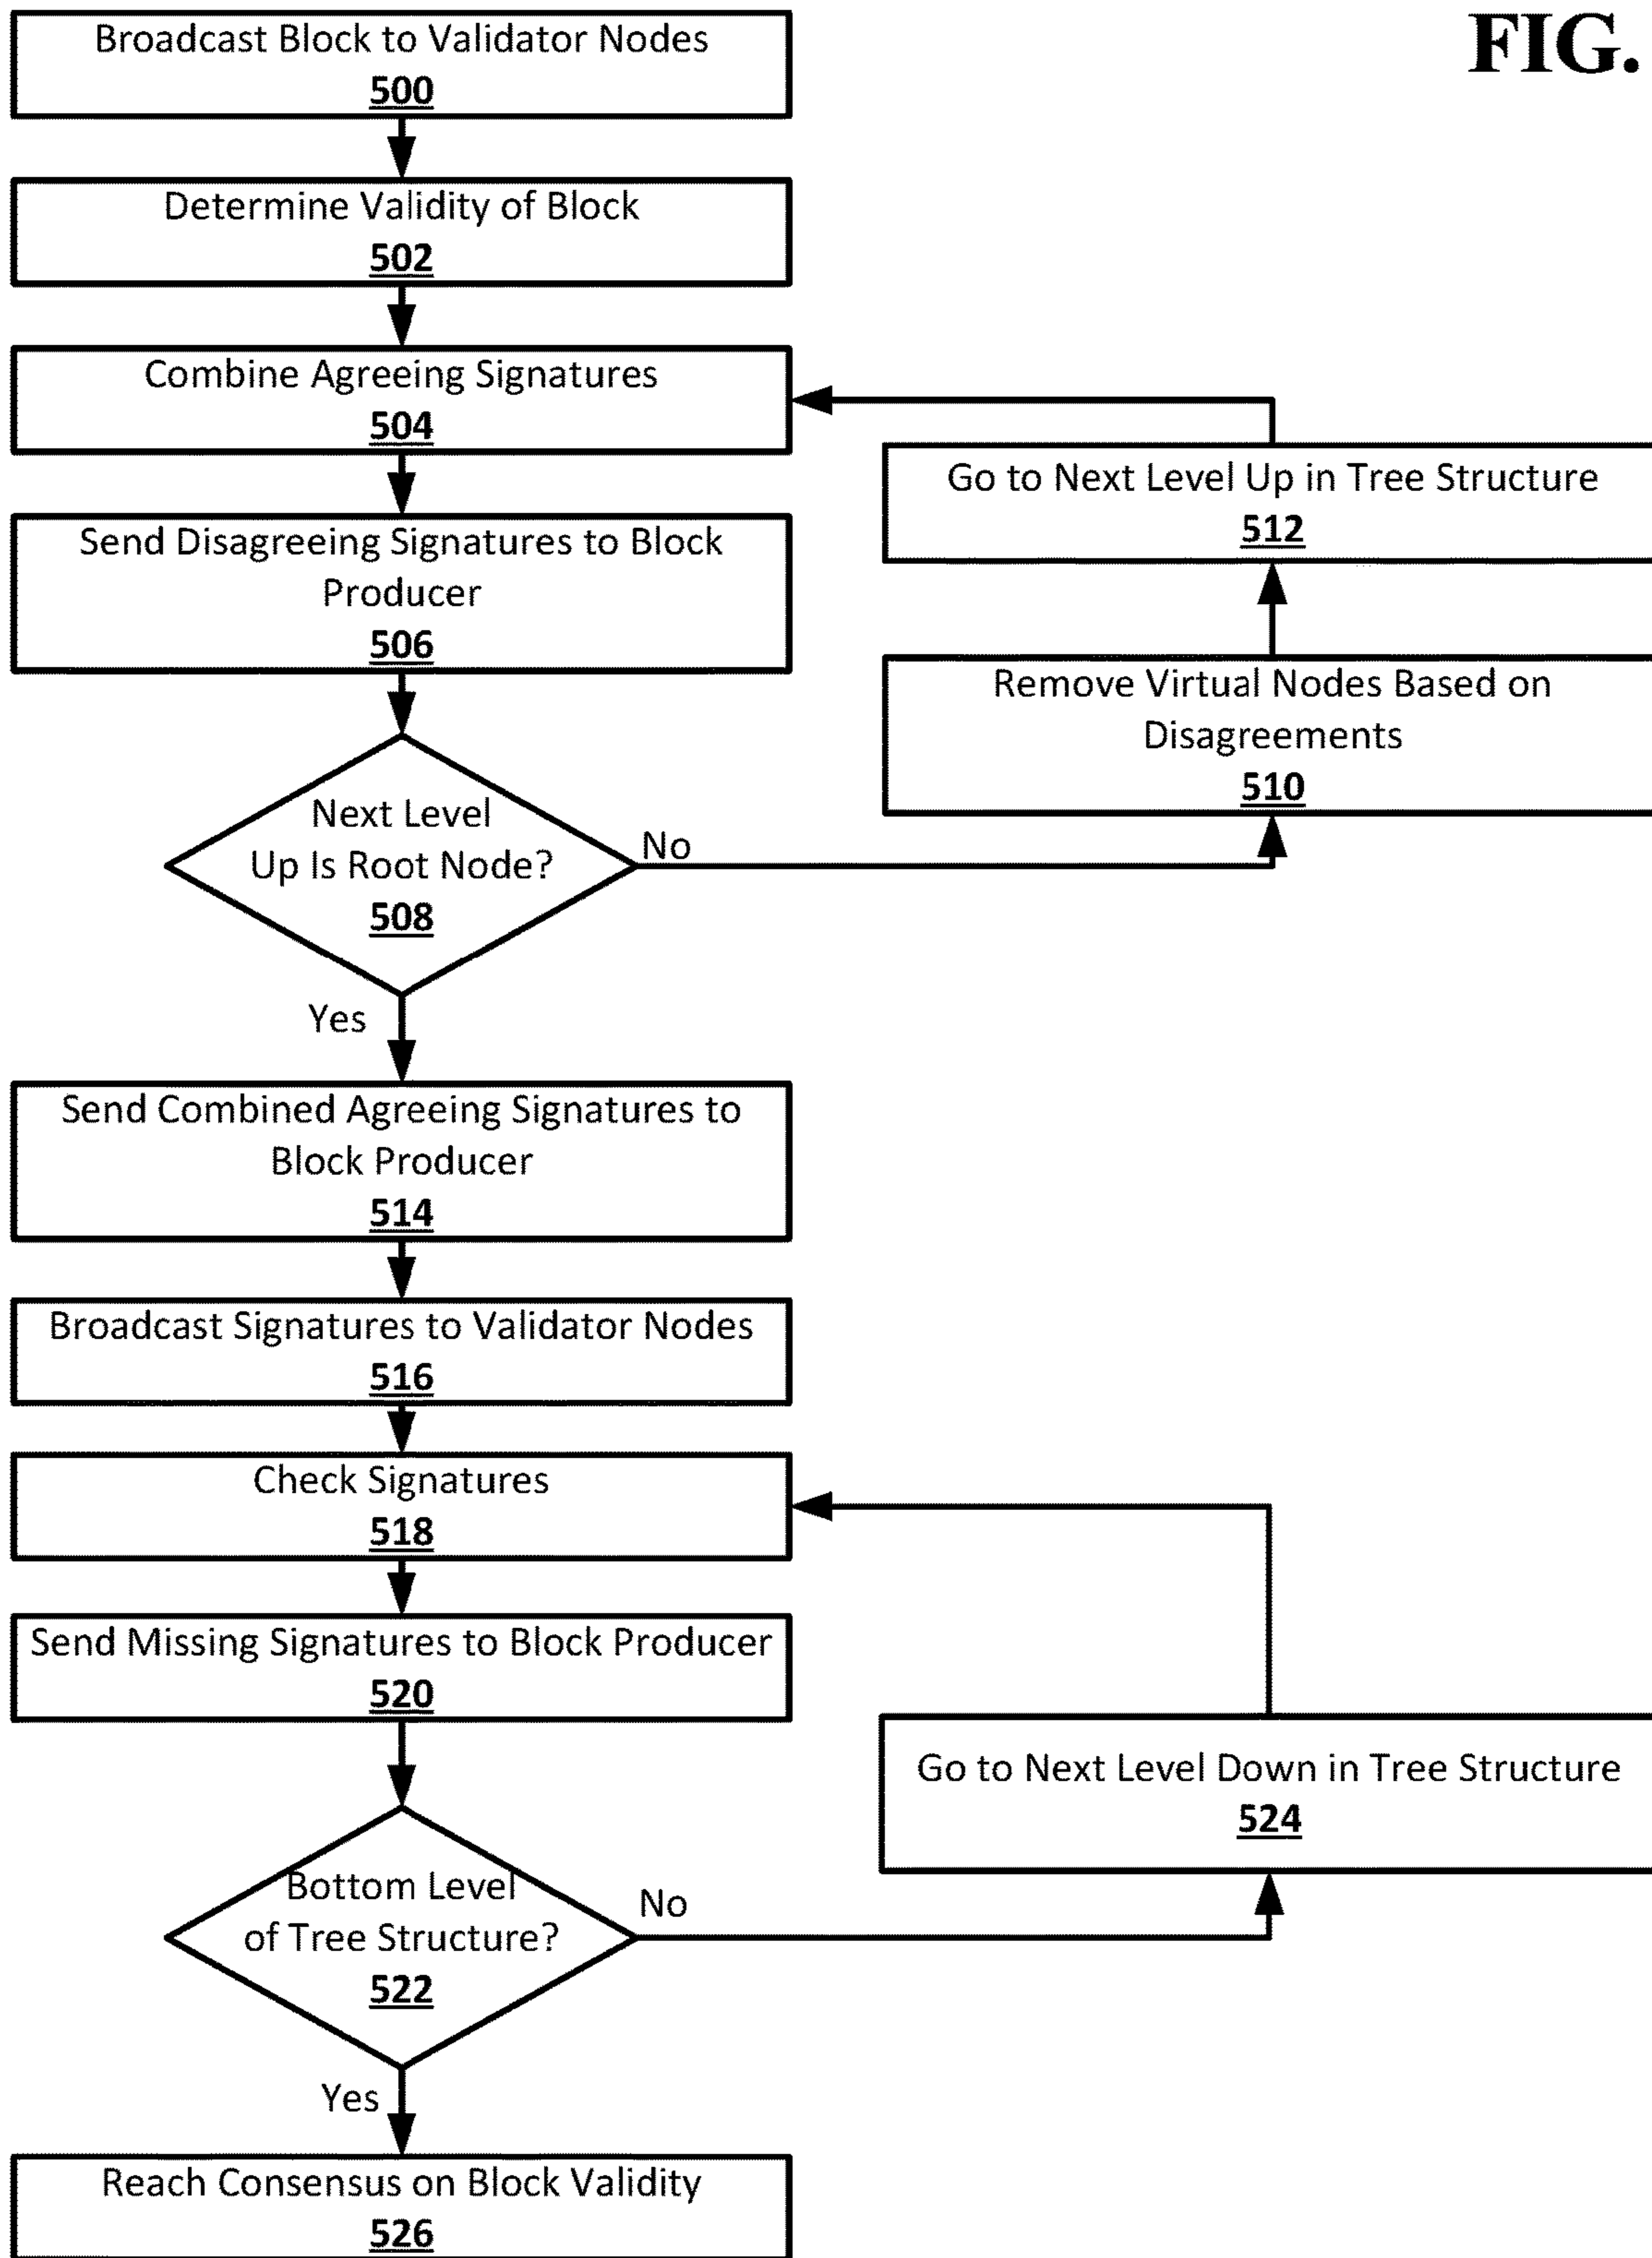 FIG.
Broadcast Block to Validator Nodes
500
Determine Validity of Block
502
Combine Agreeing Signatures
504
Send Disagreeing Signatures to Block
Producer
506
Go to Next Level Up in Tree Structure
512
Remove Virtual Nodes Based on
Disagreements
510
Next Level
Up Is Root Node?
508
No
Yes
Send Combined Agreeing Signatures to
Block Producer
514
Broadcast Signatures to Validator Nodes
516
Check Signatures
518
Send Missing Signatures to Block Producer
520
Go to Next Level Down in Tree Structure
524
Bottom Level
of Tree Structure?
522
No
Yes
Reach Consensus on Block Validity
526